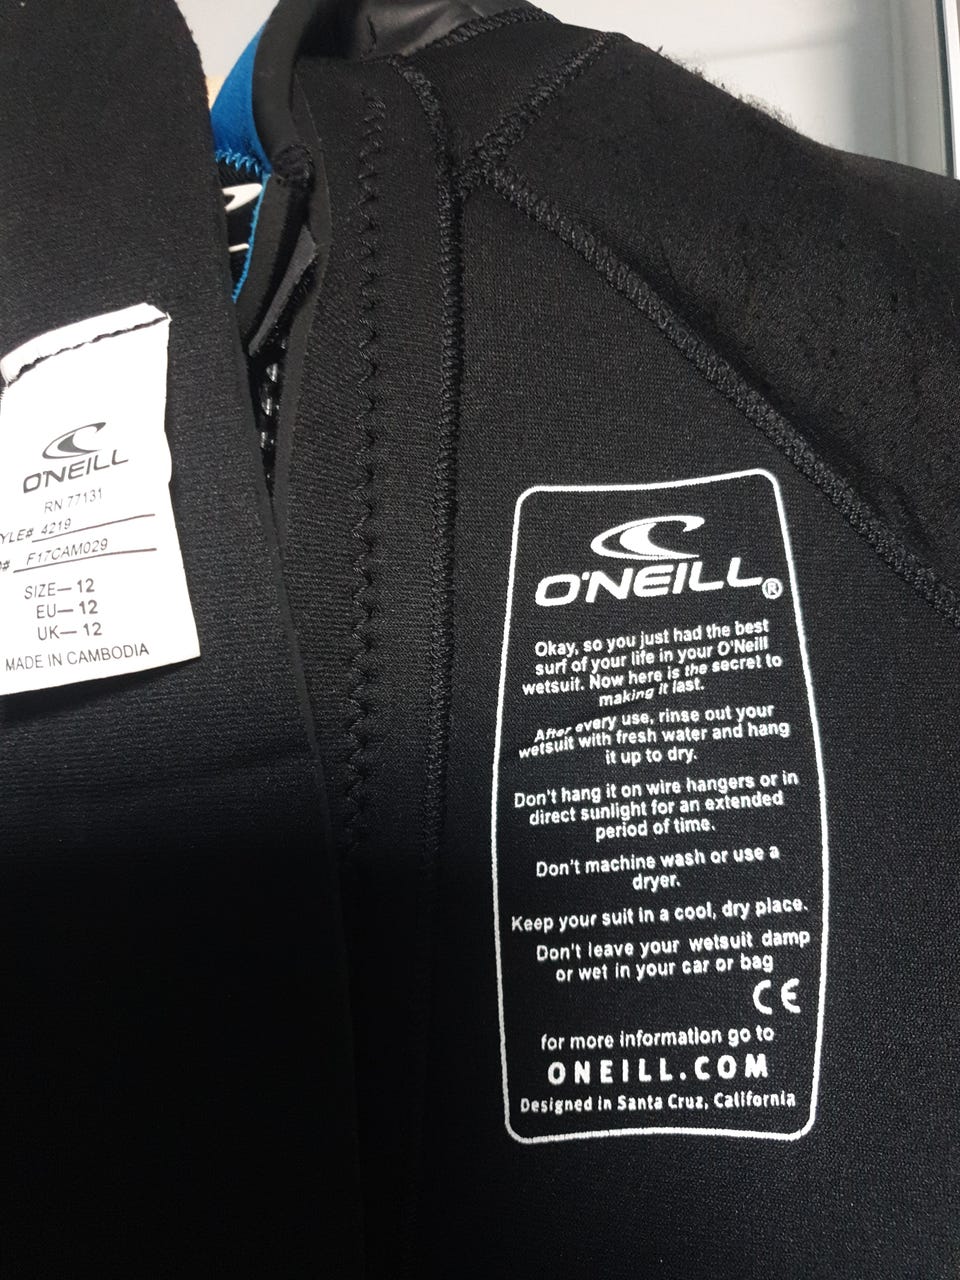 O'NEILL
RN 77131
YLE# 4219
# F17CAM029
SIZE— 12
EU— 12
UK— 12
MADE IN CAMBODIA
O'NEILL®
Okay, so you just had the best
surf of your life in your O'Neill
wetsuit. Now here is the secret to
making it last.
After every use, rinse out your
wetsuit with fresh water and hang
it up to dry.
Don't hang it on wire hangers or in
direct sunlight for an extended
period of time.
Don't machine wash or use a
dryer.
Keep your suit in a cool, dry place.
Don't leave your wetsuit damp
or wet in your car or bag
CE
for more information go to
ONEILL.COM
Designed in Santa Cruz, California